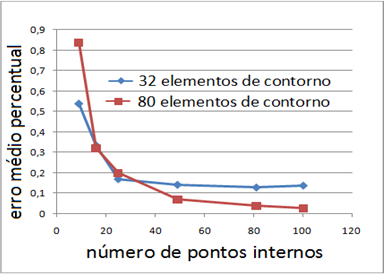 0,9
0,8
0,7
0,6
0,5
0,4
0,3
0,2
0,1
0
erro médio percentual
32 elementos de contorno
80 elementos de contorno
0 20 40 60 80 100 120
número de pontos internos